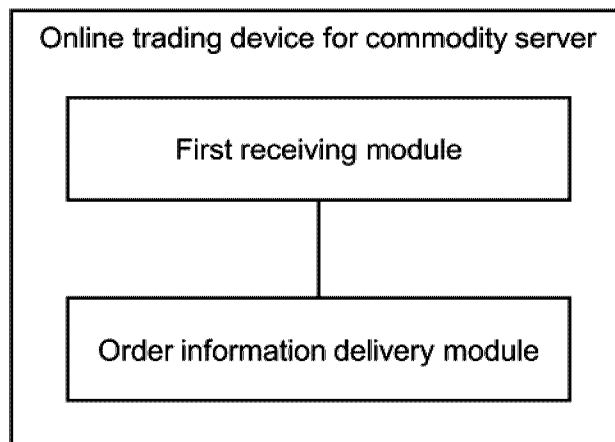 Online trading device for commodity server
First receiving module
Order information delivery module